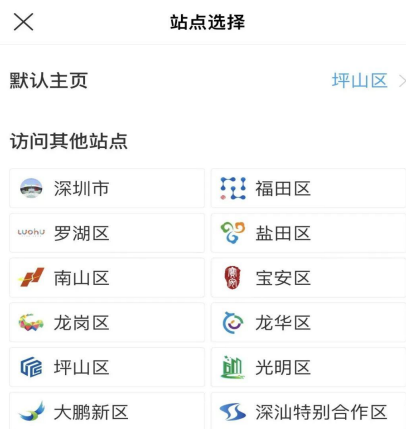 站点选择
默认主页 坪山区
访问其他站点
深圳市 福田区
luohu 罗湖区 盐田区
南山区 宝安区
龙岗区 龙华区
坪山区 光明区
大鹏新区 深汕特别合作区